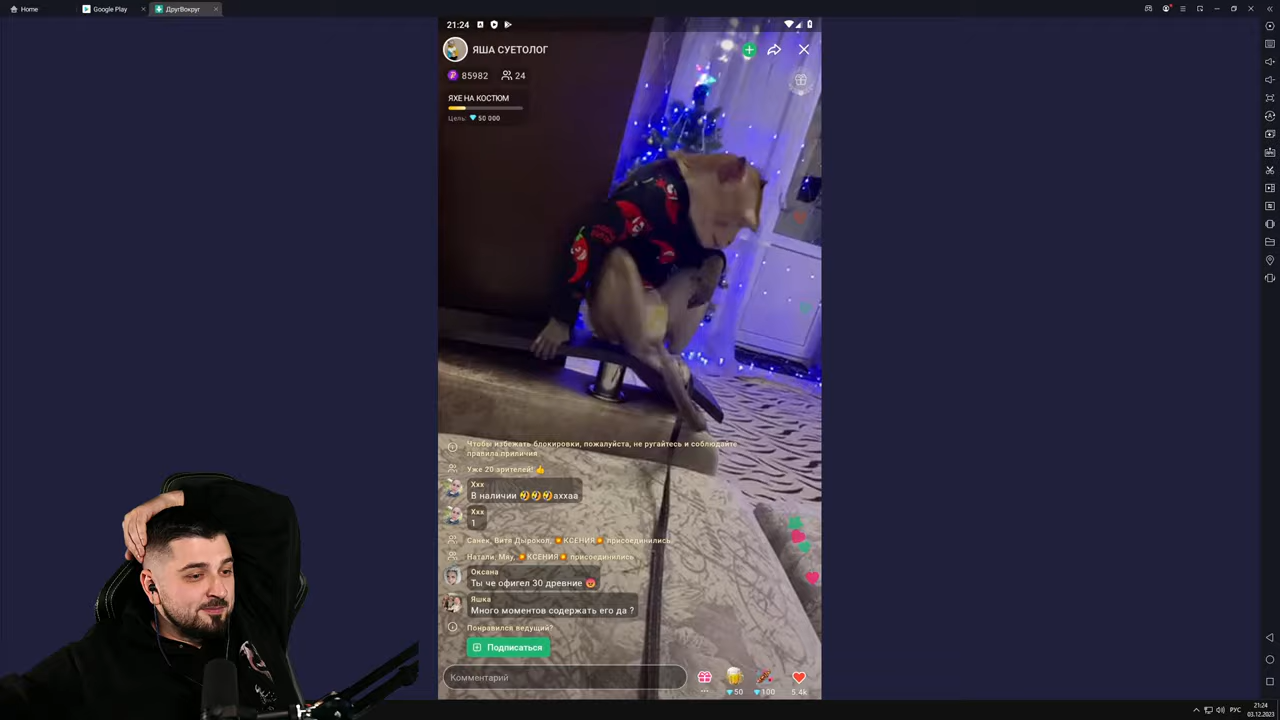 Home
Google Play
ДругВокруг
21:24
ЯША СУЕТОЛОГ
85982
24
ЯХЕ НА КОСТЮМ
Цель: 50 000
Чтобы избежать блокировки, пожалуйста, не ругайтесь и соблюдайте
правила приличия
Уже 20 зрителей! 👍
Xxx
В наличии 🤣🤣🤣аххаа
Xxx
1
Санек, Витя Дырокол, 💥КСЕНИЯ💥 присоединились
Натали, Мяу, 💥КСЕНИЯ💥 присоединились
Оксана
Ты че офигел 30 древние 😡
Яшка
Много моментов содержать его да ?
Понравился ведущий?
Подписаться
Комментарий
50
100
5.4k
РУС
21:24
03.12.2023